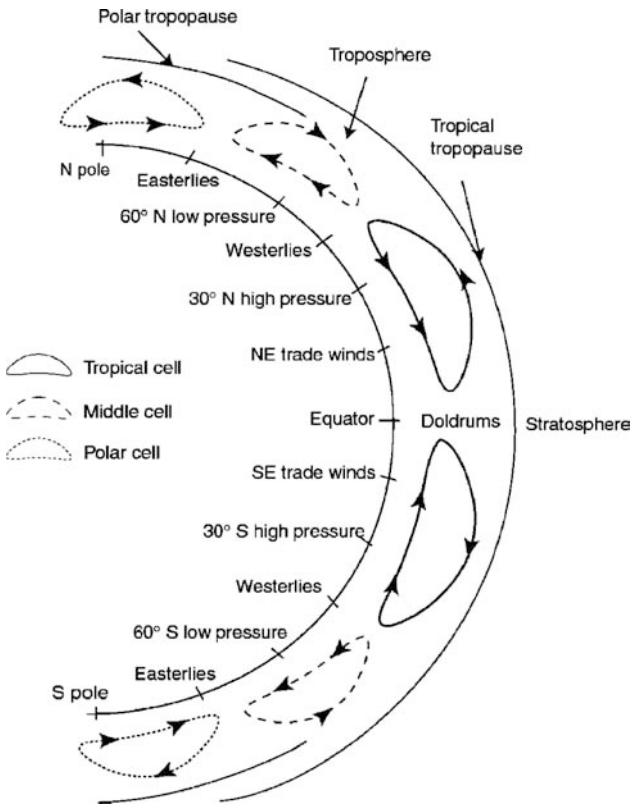 Polar tropopause
Troposphere
Tropical
tropopause
N pole
Easterlies
60° N low pressure
Westerlies
30° N high pressure
NE trade winds
Tropical cell
Middle cell
Polar cell
Equator
Doldrums
Stratosphere
SE trade winds
30° S high pressure
Westerlies
60° S low pressure
Easterlies
S pole